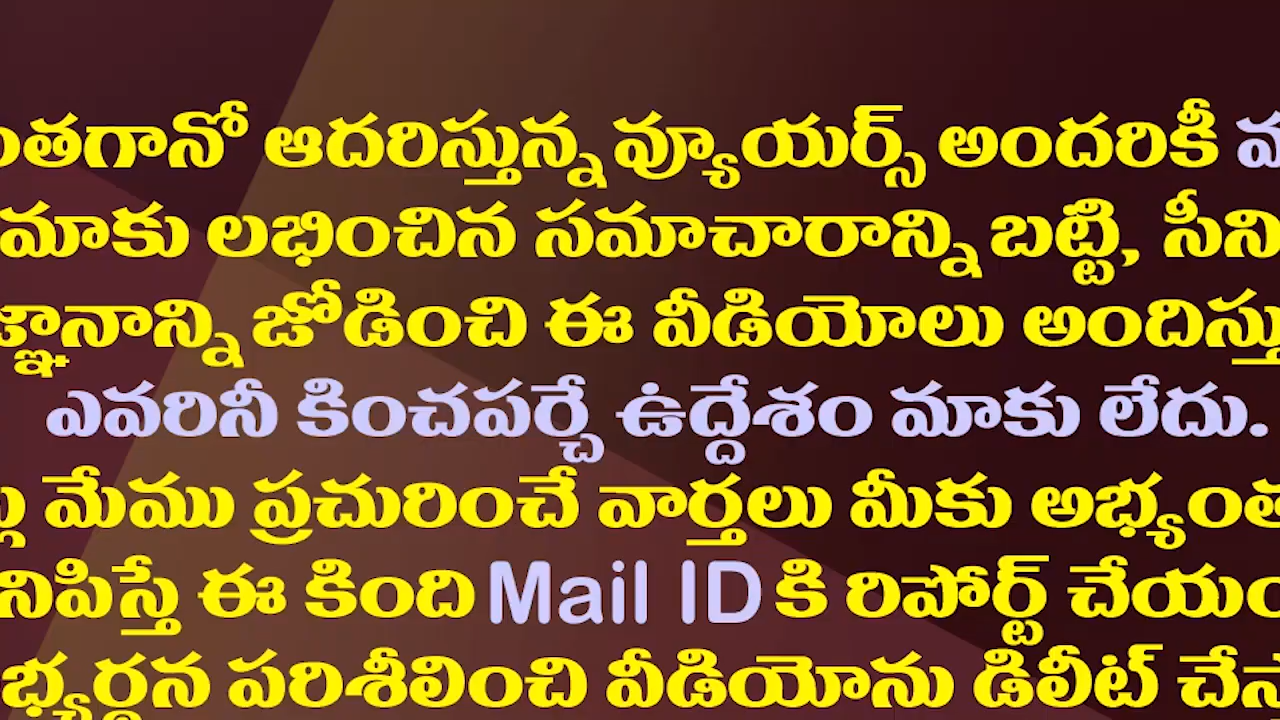 ంతగానో ఆదరిస్తున్న వ్యూయర్స్ అందరికీ
మాకు లభించిన సమాచారాన్ని బట్టి, సీని
జ్ఞానాన్ని జోడించి ఈ వీడియోలు అందిస్తు
ఎవరినీ కించపర్చే ఉద్దేశం మాకు లేదు.
మేము ప్రచురించే వార్తలు మీకు అభ్యంత
నిపిస్తే ఈ కింది Mail ID కి రిపోర్ట్ చేయం
భ్యర్థన పరిశీలించి వీడియోను డిలీట్ చేస